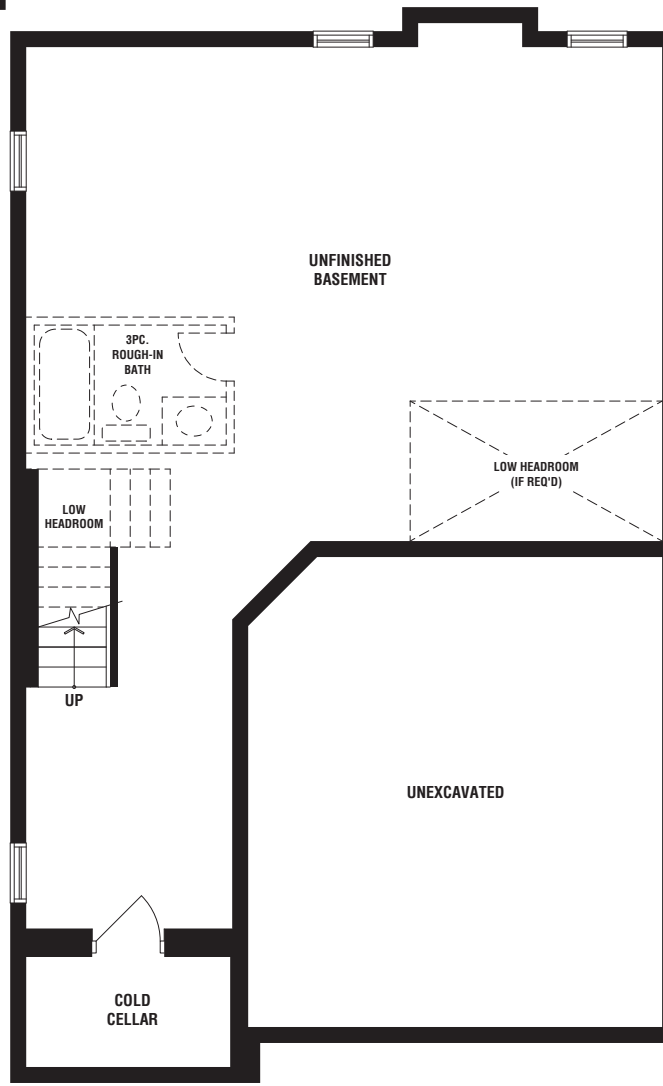 UNFINISHED
BASEMENT
3PC.
ROUGH-IN
BATH
LOW HEADROOM
(IF REQ'D)
LOW
HEADROOM
UP
UNEXCAVATED
COLD
CELLAR